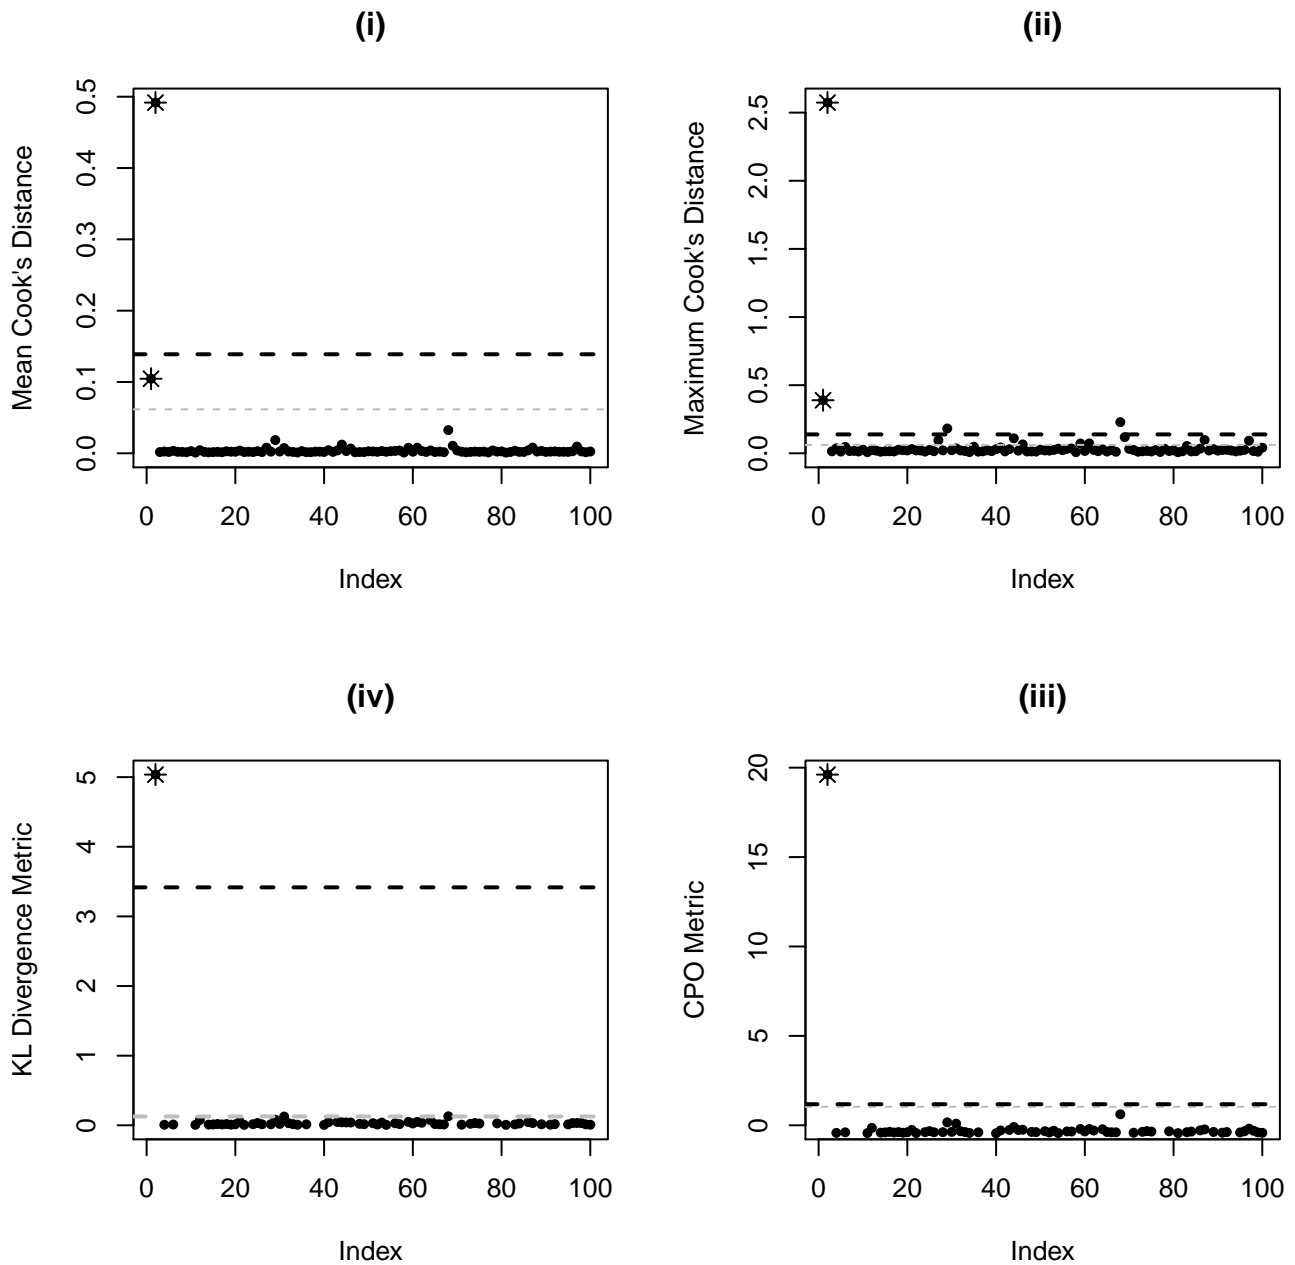 (i)
Mean Cook's Distance
0.0 0.1 0.2 0.3 0.4 0.5
0 20 40 60 80 100
Index
(ii)
Maximum Cook's Distance
0.0 0.5 1.0 1.5 2.0 2.5
0 20 40 60 80 100
Index
(iv)
KL Divergence Metric
0 1 2 3 4 5
0 20 40 60 80 100
Index
(iii)
CPO Metric
0 5 10 15 20
0 20 40 60 80 100
Index